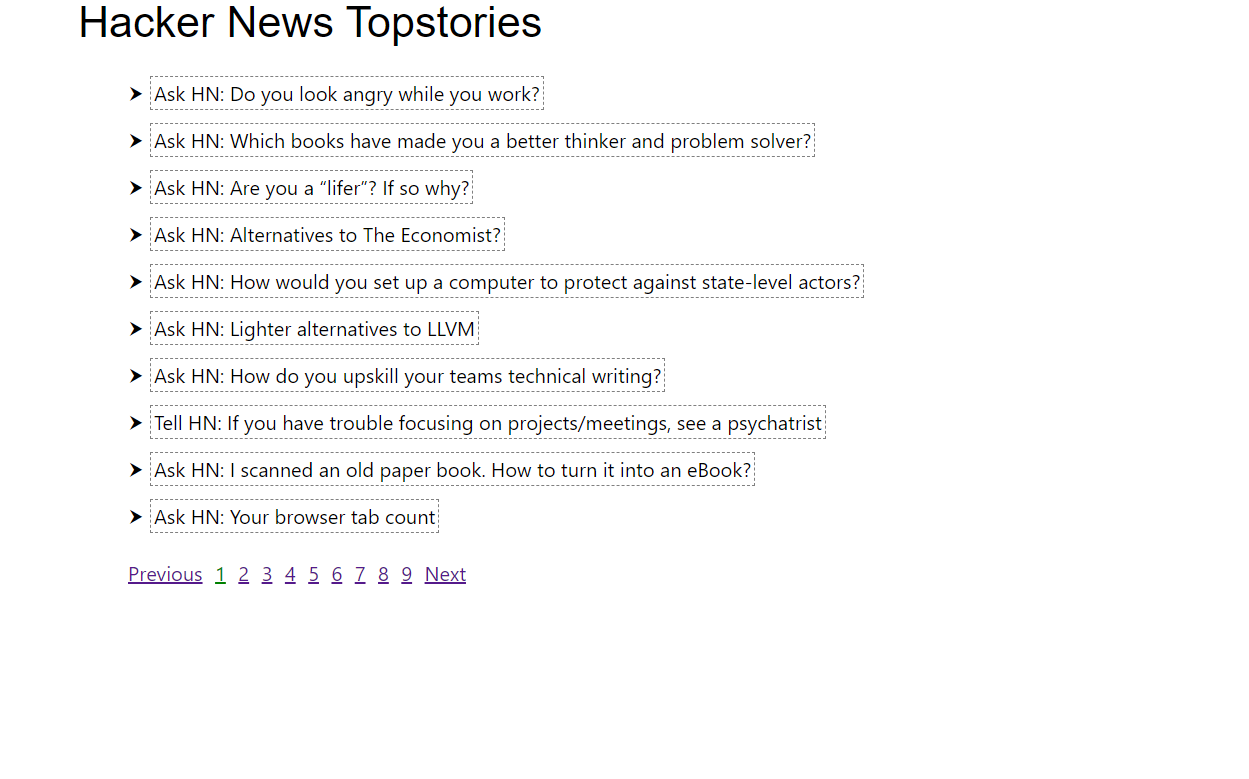 Hacker News Topstories
➤ Ask HN: Do you look angry while you work?
➤ Ask HN: Which books have made you a better thinker and problem solver?
➤ Ask HN: Are you a “lifer”? If so why?
➤ Ask HN: Alternatives to The Economist?
➤ Ask HN: How would you set up a computer to protect against state-level actors?
➤ Ask HN: Lighter alternatives to LLVM
➤ Ask HN: How do you upskill your teams technical writing?
➤ Tell HN: If you have trouble focusing on projects/meetings, see a psychatrist
➤ Ask HN: I scanned an old paper book. How to turn it into an eBook?
➤ Ask HN: Your browser tab count
Previous 1 2 3 4 5 6 7 8 9 Next